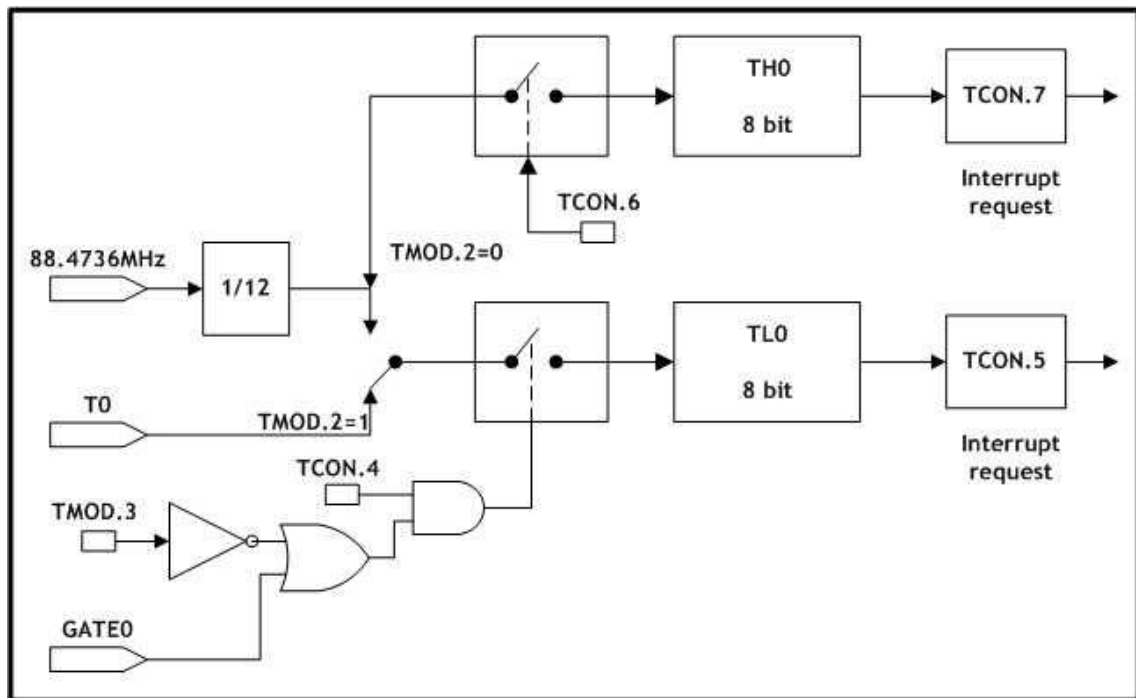 TH0
8 bit
TCON.7
Interrupt
request
TCON.6
TMOD.2=0
88.4736MHz
1/12
TL0
8 bit
TCON.5
Interrupt
request
T0
TMOD.2=1
TCON.4
TMOD.3
GATE0